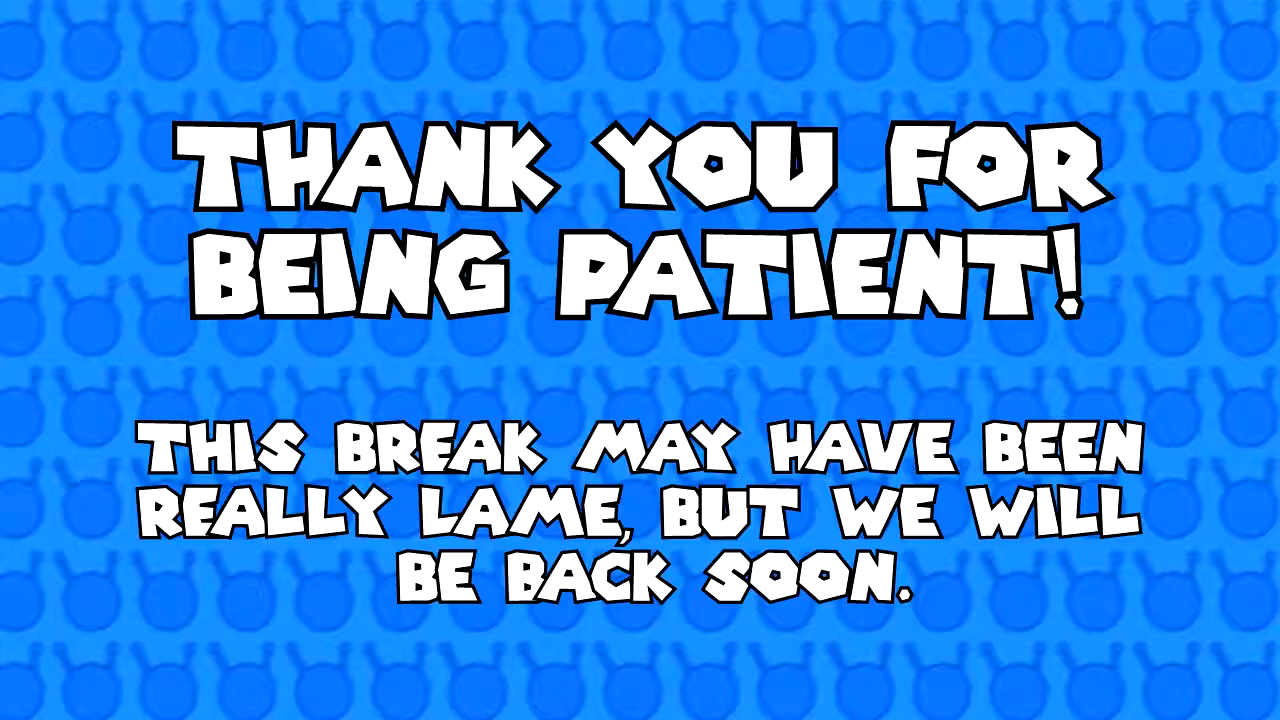 THANK YOU FOR
BEING PATIENT!
THIS BREAK MAY HAVE BEEN
REALLY LAME, BUT WE WILL
BE BACK SOON.